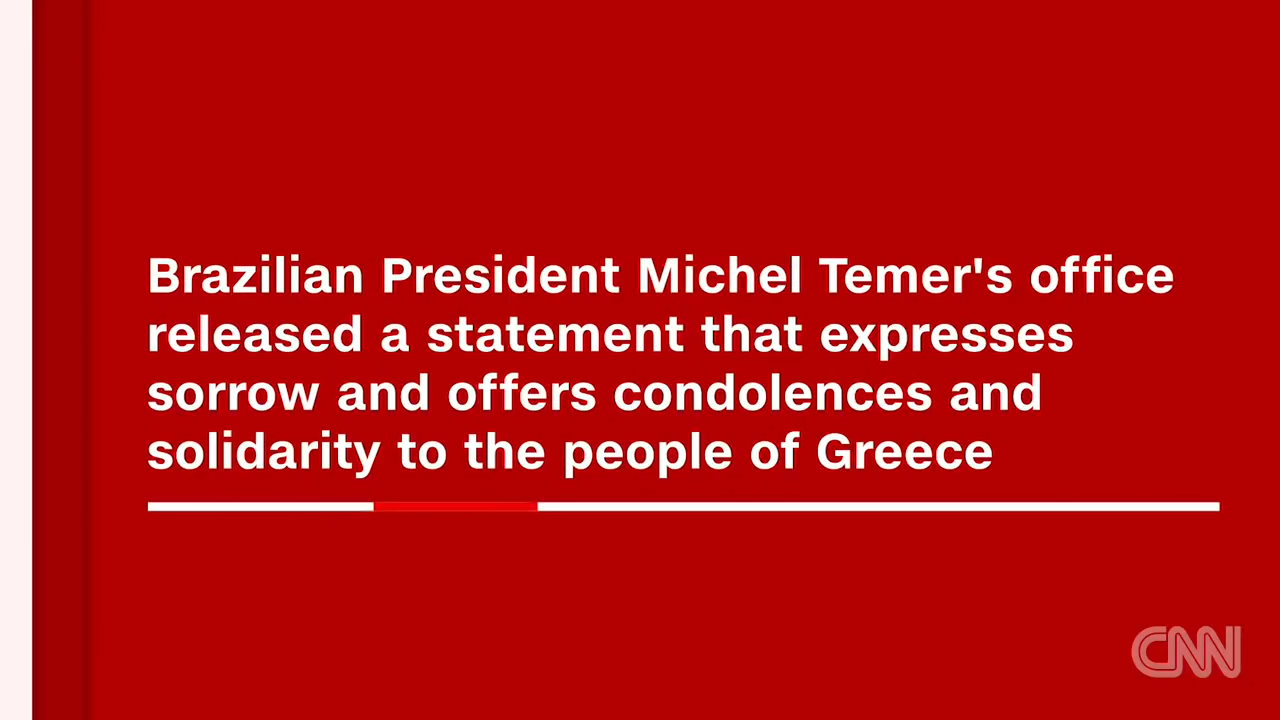 Brazilian President Michel Temer's office
released a statement that expresses
sorrow and offers condolences and
solidarity to the people of Greece
CNN